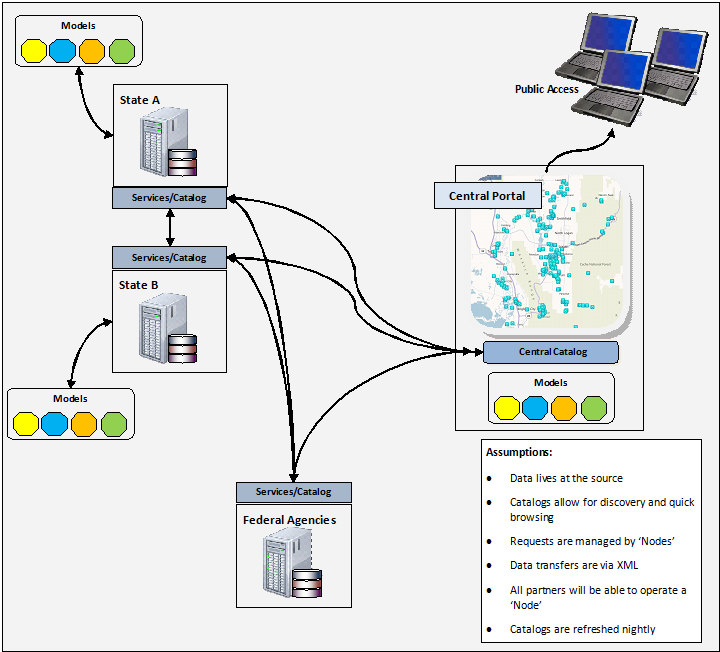 Models
State A
Services/Catalog
Services/Catalog
State B
Models
Services/Catalog
Federal Agencies
Public Access
Central Portal
North Logan
Central Catalog
Models
Assumptions:
● Data lives at the source
● Catalogs allow for discovery and quick
browsing
● Requests are managed by ‘Nodes’
● Data transfers are via XML
● All partners will be able to operate a
‘Node’
● Catalogs are refreshed nightly